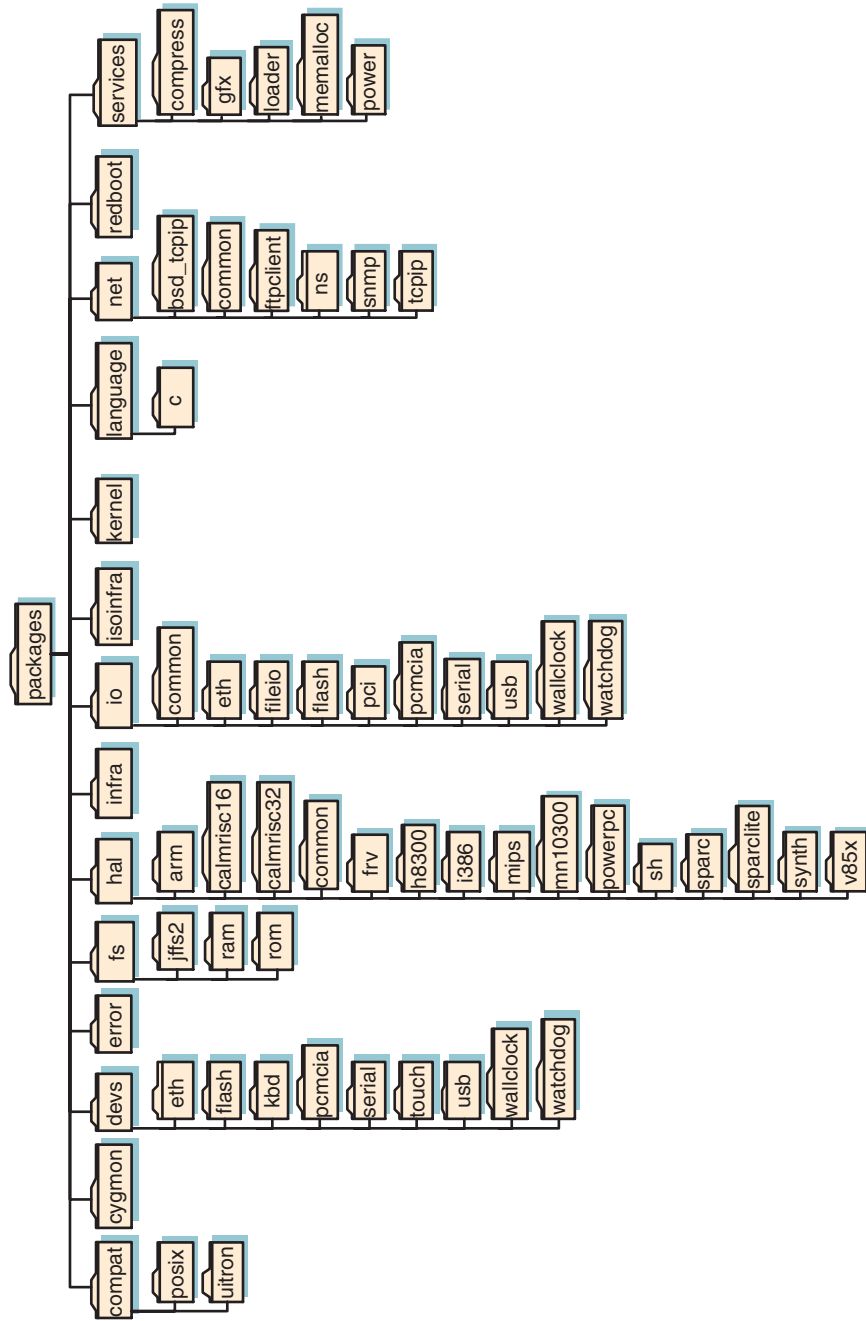 packages
compat
posix
uitron
cygmon
devs
eth
flash
kbd
pcmcia
serial
touch
usb
wallclock
watchdog
error
fs
jffs2
ram
rom
hal
arm
calmrisc16
calmrisc32
common
frv
h8300
i386
mips
mn10300
powerpc
sh
sparc
sparclite
synth
v85x
infra
io
common
eth
fileio
flash
pci
pcmcia
serial
usb
wallclock
watchdog
isoinfra
kernel
language
c
net
bsd_tcpip
common
ftpclient
ns
snmp
tcpip
redboot
services
compress
gfx
loader
memalloc
power